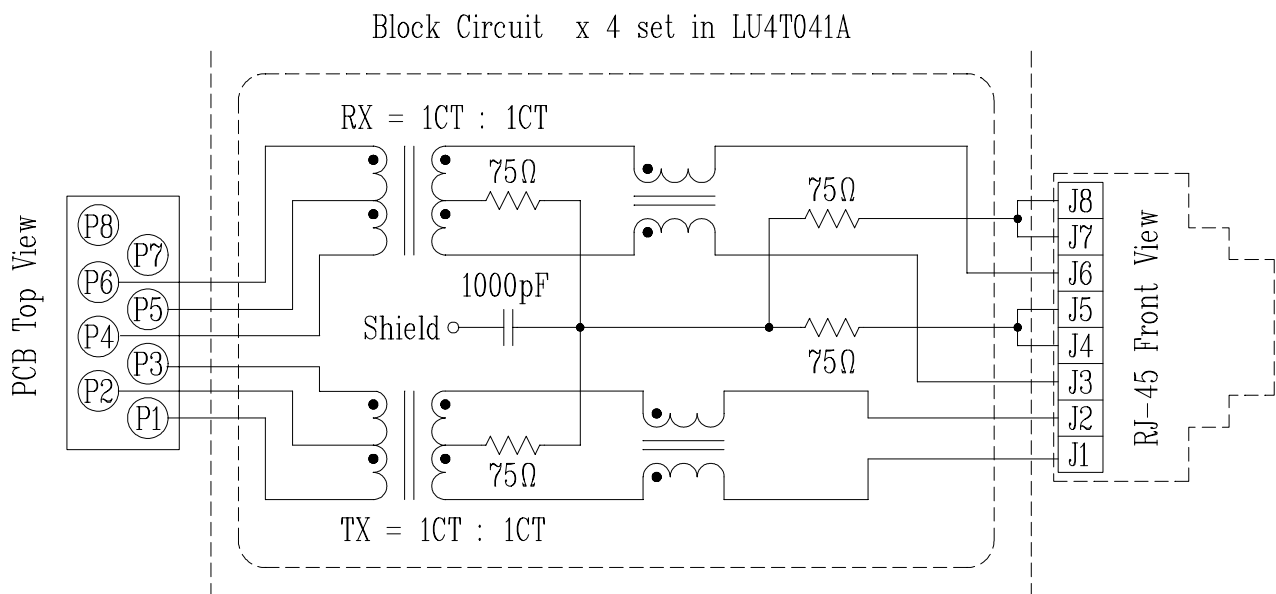 Block Circuit x 4 set in LU4T041A
RX = 1CT : 1CT
75Ω
75Ω
PCB Top View
P8
P7
P6
P5
P4
P3
P2
P1
1000pF
Shield
75Ω
75Ω
TX = 1CT : 1CT
J8
J7
J6
J5
J4
J3
J2
J1
RJ-45 Front View